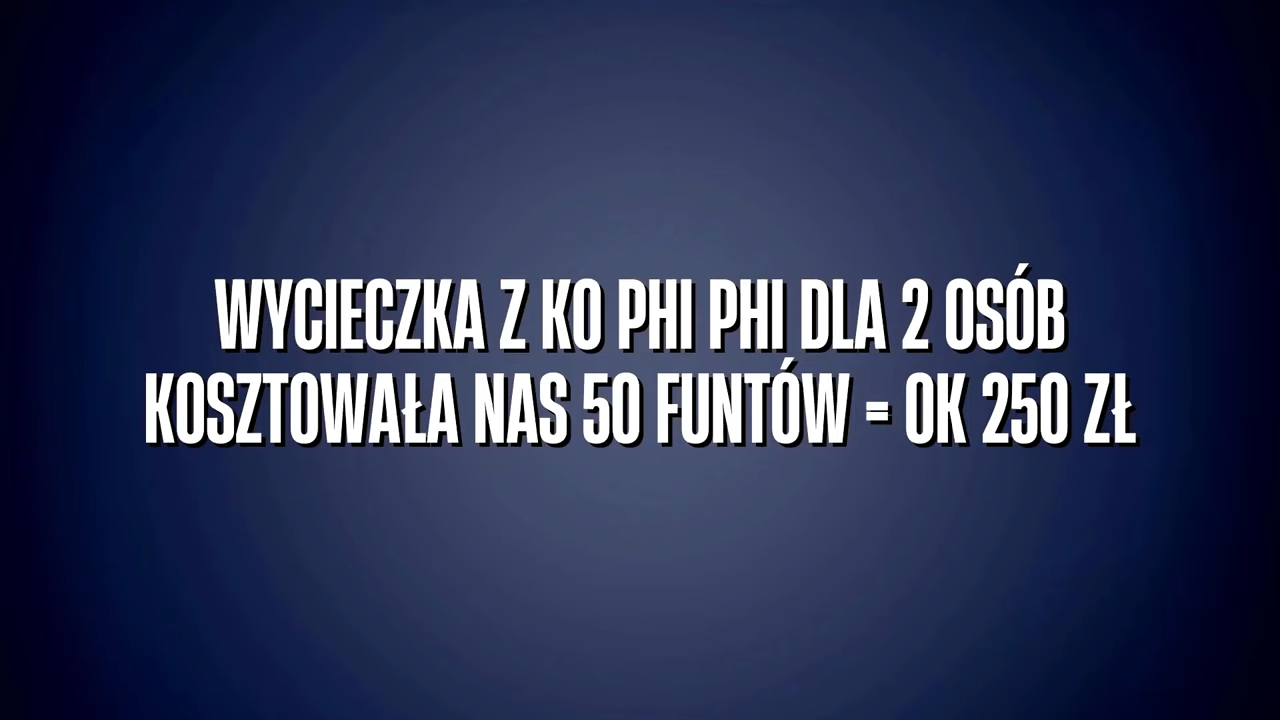 WYCIECZKA Z KO PHI PHI DLA 2 OSÓB
KOSZTOWAŁA NAS 50 FUNTÓW = OK 250 ZŁ